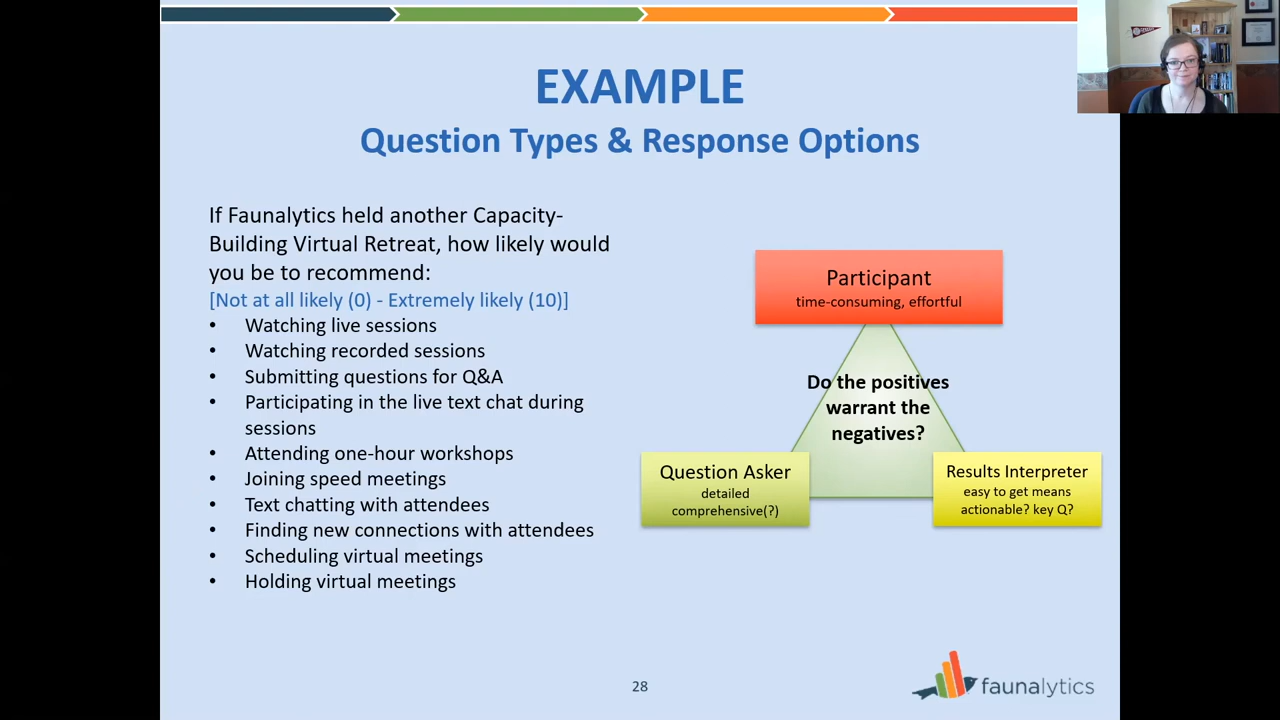 EXAMPLE
Question Types & Response Options
If Faunalytics held another Capacity-
Building Virtual Retreat, how likely would
you be to recommend:
[Not at all likely (0) - Extremely likely (10)]
• Watching live sessions
• Watching recorded sessions
• Submitting questions for Q&A
• Participating in the live text chat during
sessions
• Attending one-hour workshops
• Joining speed meetings
• Text chatting with attendees
• Finding new connections with attendees
• Scheduling virtual meetings
• Holding virtual meetings
Participant
time-consuming, effortful
Do the positives
warrant the
negatives?
Question Asker
detailed
comprehensive(?)
Results Interpreter
easy to get means
actionable? key Q?
28
faunalytics